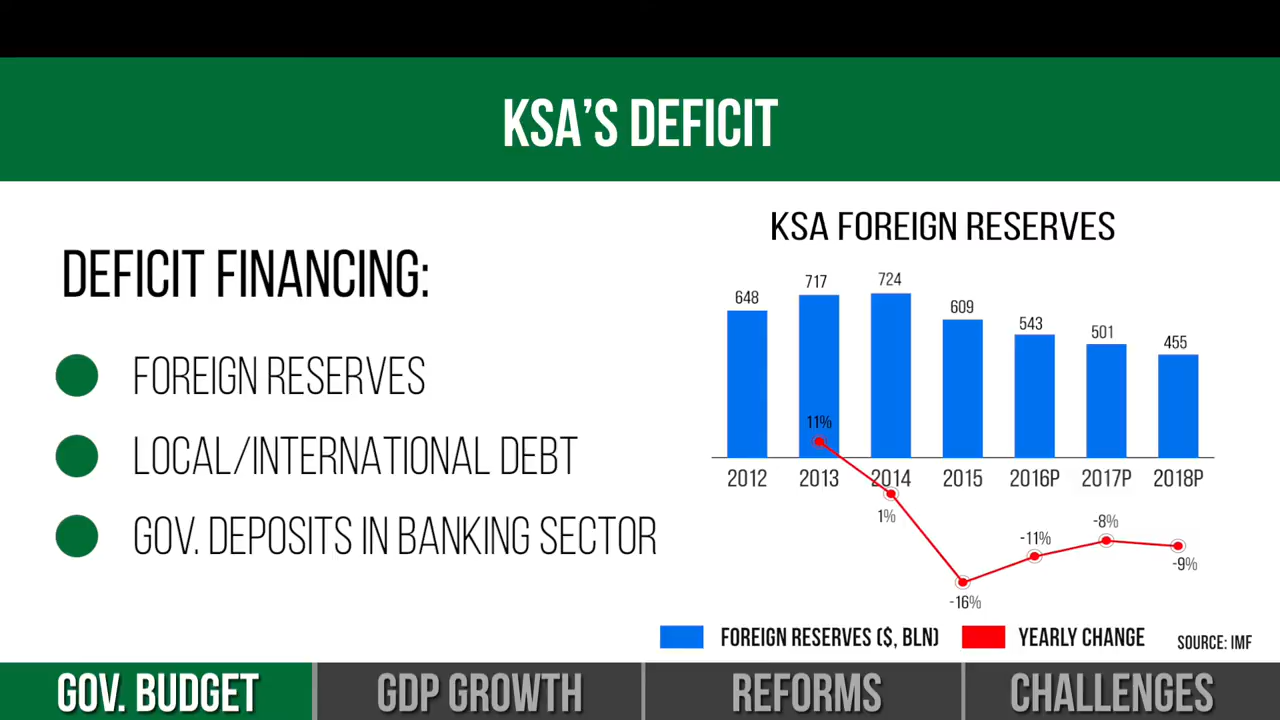 KSA'S DEFICIT
DEFICIT FINANCING:
FOREIGN RESERVES
LOCAL/INTERNATIONAL DEBT
GOV. DEPOSITS IN BANKING SECTOR
KSA FOREIGN RESERVES
648
717
724
609
543
501
455
11%
2012 2013 2014 2015 2016P 2017P 2018P
1%
-16%
-11%
-8%
-9%
FOREIGN RESERVES ($, BLN) YEARLY CHANGE SOURCE: IMF
GOV. BUDGET GDP GROWTH REFORMS CHALLENGES